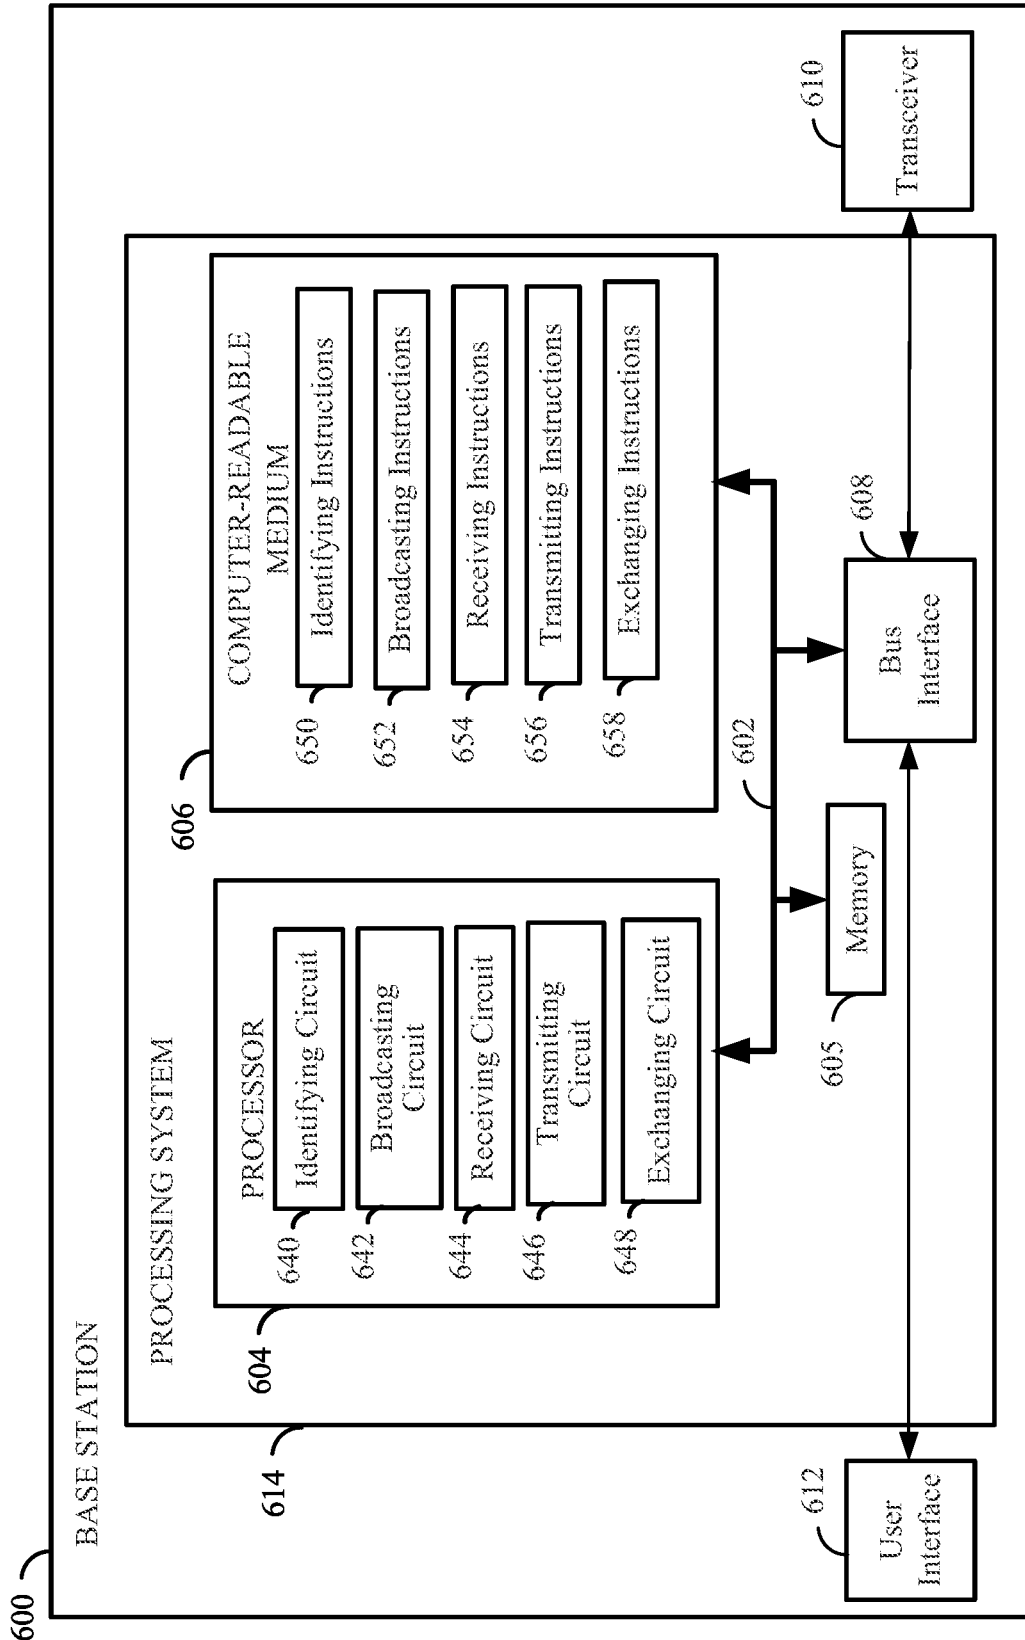 600
BASE STATION
614
PROCESSING SYSTEM
604
PROCESSOR
640
Identifying Circuit
642
Broadcasting
Circuit
644
Receiving Circuit
646
Transmitting
Circuit
648
Exchanging Circuit
606
COMPUTER-READABLE
MEDIUM
650
Identifying Instructions
652
Broadcasting Instructions
654
Receiving Instructions
656
Transmitting Instructions
658
Exchanging Instructions
602
605
Memory
608
Bus
Interface
612
User
Interface
610
Transceiver